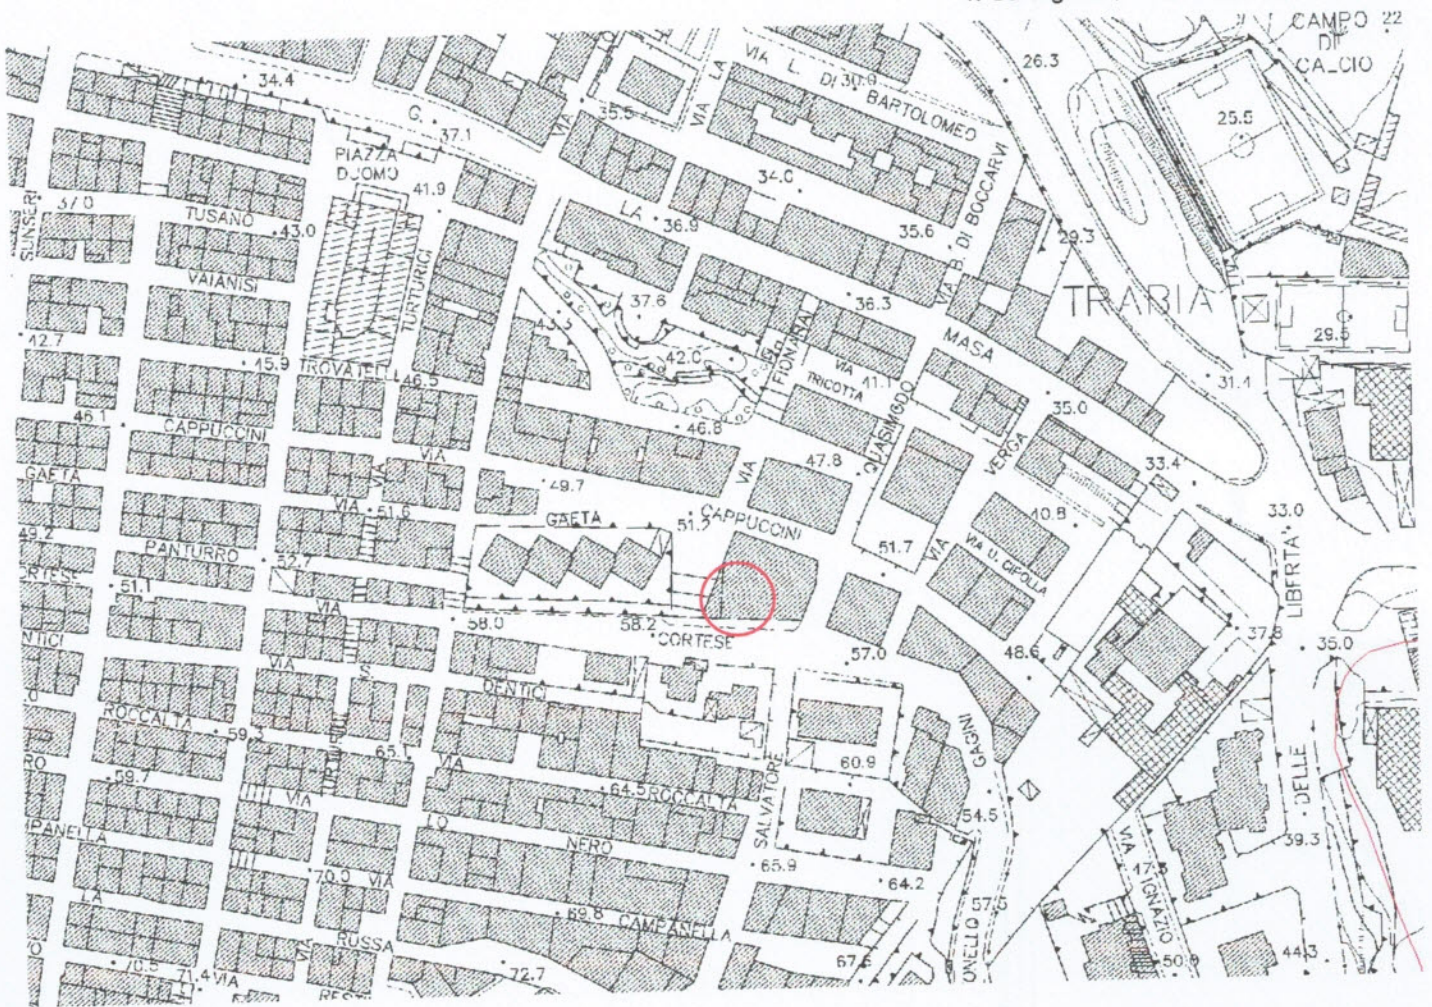 CAMPO 22
DI
CALCIO
VIA L. DI BARTOLOMEO
30.0
26.3
34.4
G.
37.1
VIA
35.5
VIA LA
25.5
PIAZZA
DUOMO
41.9
34.0
SUNSERI
37.0
TUSANO
43.0
LA
36.9
35.6
VIA B. DI BOCCARVI
29.3
VAIANISI
TURTURICI
37.6
36.3
TRABIA
29.5
42.7
43.5
MASA
45.9
TROVATELLI
46.5
42.0
VIA
TRICOTTA
41.1
31.4
46.1
CAPPUCCINI
VIA
46.8
QUASIMODO
35.0
GAETA
VIA
49.7
VIA
47.8
VERGA
33.4
VIA
51.6
GAETA
51.2
CAPPUCCINI
40.8
33.0
49.2
PANTURRO
52.7
51.7
VIA
VIA U. CIPOLLA
LIBERTA'
51.1
VIA
58.0
58.2
CORTESE
57.0
48.6
37.8
35.0
VIA
S.
DENTICI
ROCCALTA
59.3
65.1
VIA
SALVATORE
60.9
GAGINI
DELLE
59.7
VIA
64.5
ROCCALTA
54.5
LO
NERO
39.3
65.9
VIA IGNAZIO
70.0
VIA
64.2
LA
69.8
CAMPANELLA
57.5
VIA
RUSSA
67.6
44.3
70.5
71.4
VIA
72.7
50.9